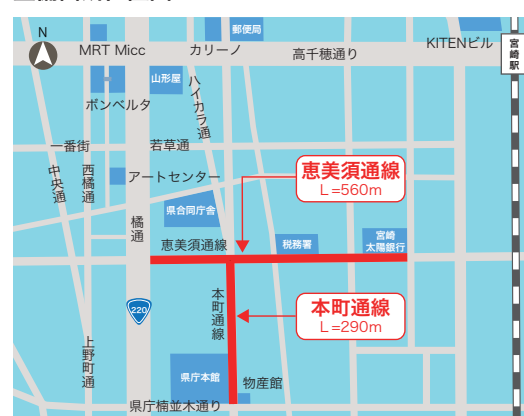 N
MRT Micc
カリーノ
郵便局
高千穂通り
KITENビル
宮崎駅
山形屋
ボンベルタ
ハイカラ通
一番街
若草通
中央通
西橘通
アートセンター
恵美須通線
L=560m
県合同庁舎
橘通
恵美須通線
税務署
宮崎
太陽銀行
220
本町通線
本町通線
L=290m
上野町通
県庁本館
物産館
県庁楠並木通り